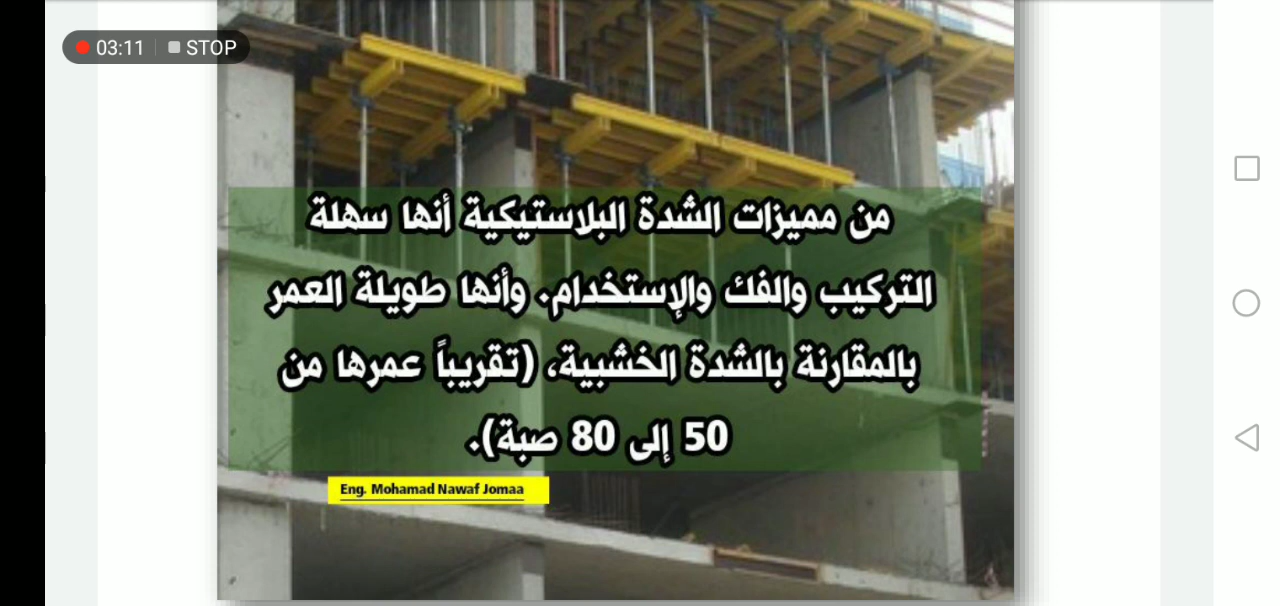 03:11 STOP
من مميزات الشدة البلاستيكية أنها سهلة
التركيب والفك والإستخدام. وأنها طويلة العمر
بالمقارنة بالشدة الخشبية، (تقريباً عمرها من
50 إلى 80 صبة).
Eng. Mohamad Nawaf Jomaa